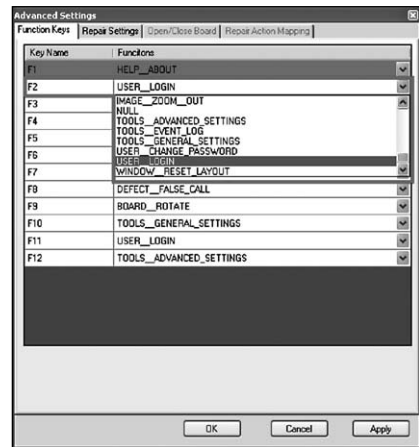 Advanced Settings
Function Keys Repair Settings Open/Close Board Repair Action Mapping
Key Name Funcitons
F1 HELP__ABOUT
F2 USER__LOGIN
F3 IMAGE__ZOOM__OUT
NULL
F4 TOOLS__ADVANCED_SETTINGS
TOOLS__EVENT_LOG
F5 TOOLS__GENERAL_SETTINGS
F6 USER__CHANGE_PASSWORD
USER__LOGIN
F7 WINDOW__RESET_LAYOUT
F8 DEFECT__FALSE_CALL
F9 BOARD__ROTATE
F10 TOOLS__GENERAL_SETTINGS
F11 USER__LOGIN
F12 TOOLS__ADVANCED_SETTINGS
OK Cancel Apply